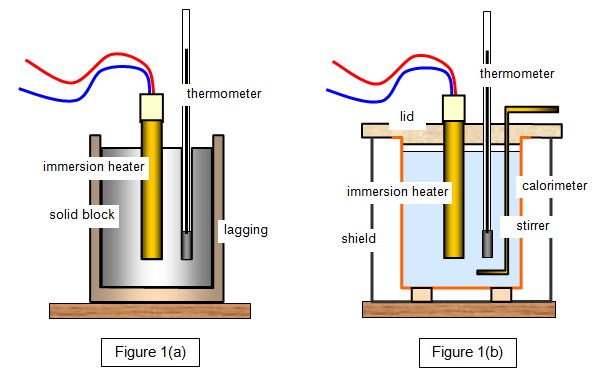 thermometer
immersion heater
solid block
lagging
Figure 1(a)
thermometer
lid
immersion heater
calorimeter
stirrer
shield
Figure 1(b)